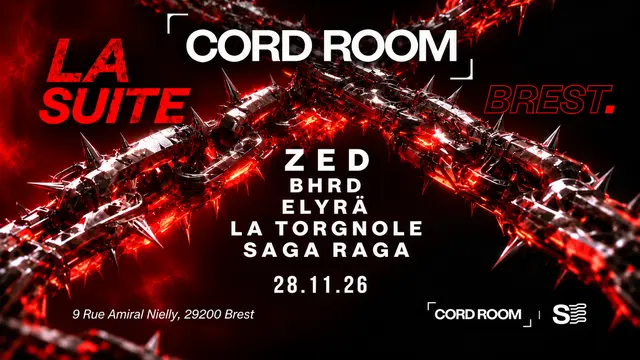 CORD ROOM
LA
SUITE
BREST.
ZED
BHRD
ELYRÄ
LA TORGNOLE
SAGA RAGA
28.11.26
9 Rue Amiral Nielly, 29200 Brest
CORD ROOM | S